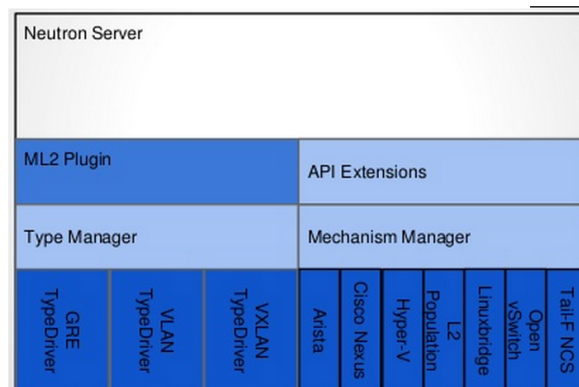 Neutron Server
ML2 Plugin
API Extensions
Type Manager
Mechanism Manager
GRE
TypeDriver
VLAN
TypeDriver
VXLAN
TypeDriver
Arista
Cisco Nexus
Hyper-V
L2
Population
Linuxbridge
Open
vSwitch
Tail-F NCS